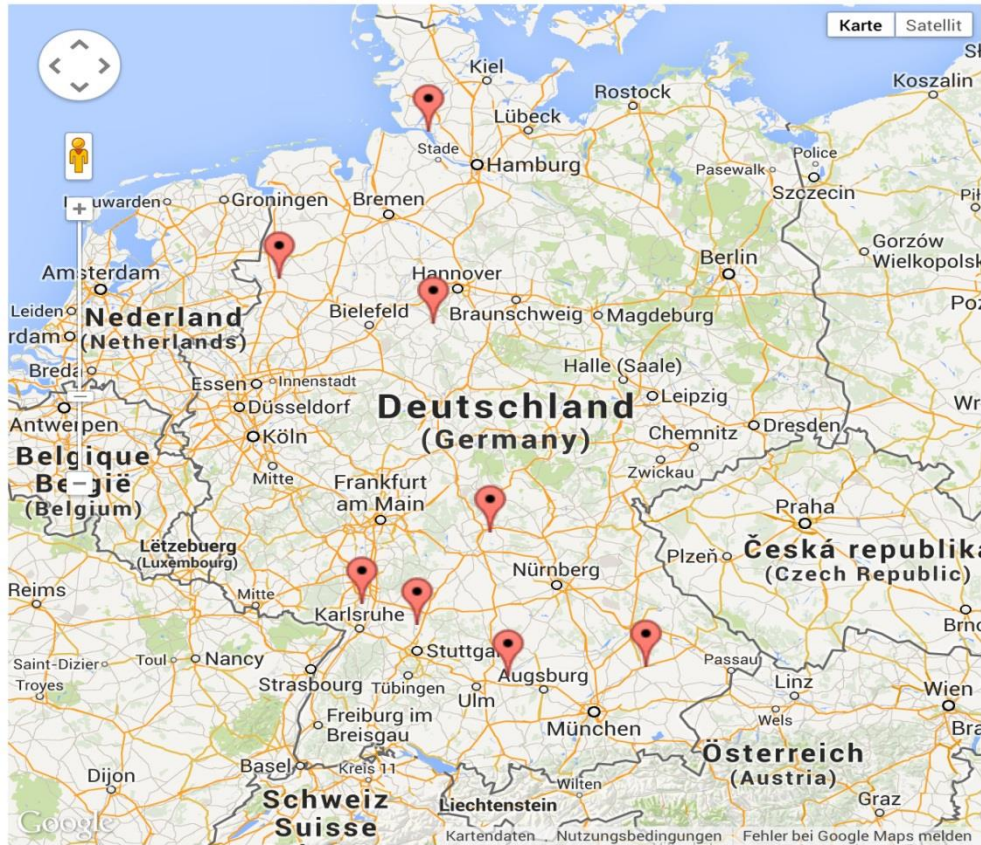 Karte
Satellit
Kiel
Rostock
Koszalin
Lübeck
Stade
Hamburg
Pasewalk
Police
Szczecin
Groningen
Bremen
Gorzów
Wielkopolsk
Berlin
Amsterdam
Hannover
Leiden
Nederland
(Netherlands)
Bielefeld
Braunschweig
Magdeburg
Breda
Halle (Saale)
Essen
Innenstadt
Leipzig
Düsseldorf
Deutschland
(Germany)
Antwerpen
Köln
Chemnitz
Dresden
Belgique
België
(Belgium)
Mitte
Zwickau
Frankfurt
am Main
Praha
Lëtzebuerg
(Luxembourg)
Plzeň
Česká republika
(Czech Republic)
Nürnberg
Reims
Mitte
Karlsruhe
Brno
Saint-Dizier
Toul
Nancy
Stuttga
Passau
Troyes
Strasbourg
Tübingen
Ulm
Augsburg
Linz
Wien
Freiburg im
Breisgau
München
Wels
Basel
Kreis 11
Österreich
(Austria)
Dijon
Wilten
Schweiz
Suisse
Liechtenstein
Graz
Google
Kartendaten
Nutzungsbedingungen
Fehler bei Google Maps melden